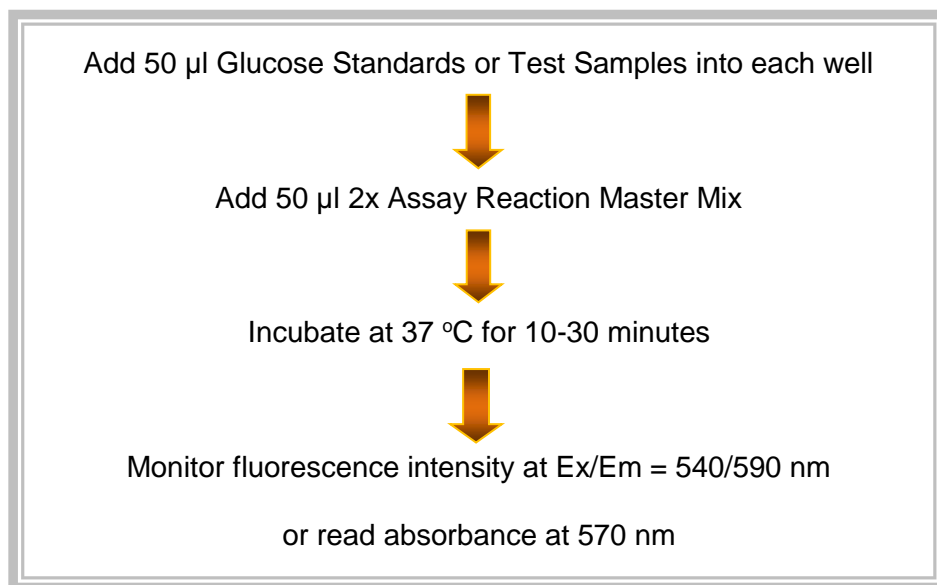 Add 50 µl Glucose Standards or Test Samples into each well
Add 50 µl 2x Assay Reaction Master Mix
Incubate at 37 ºC for 10-30 minutes
Monitor fluorescence intensity at Ex/Em = 540/590 nm
or read absorbance at 570 nm